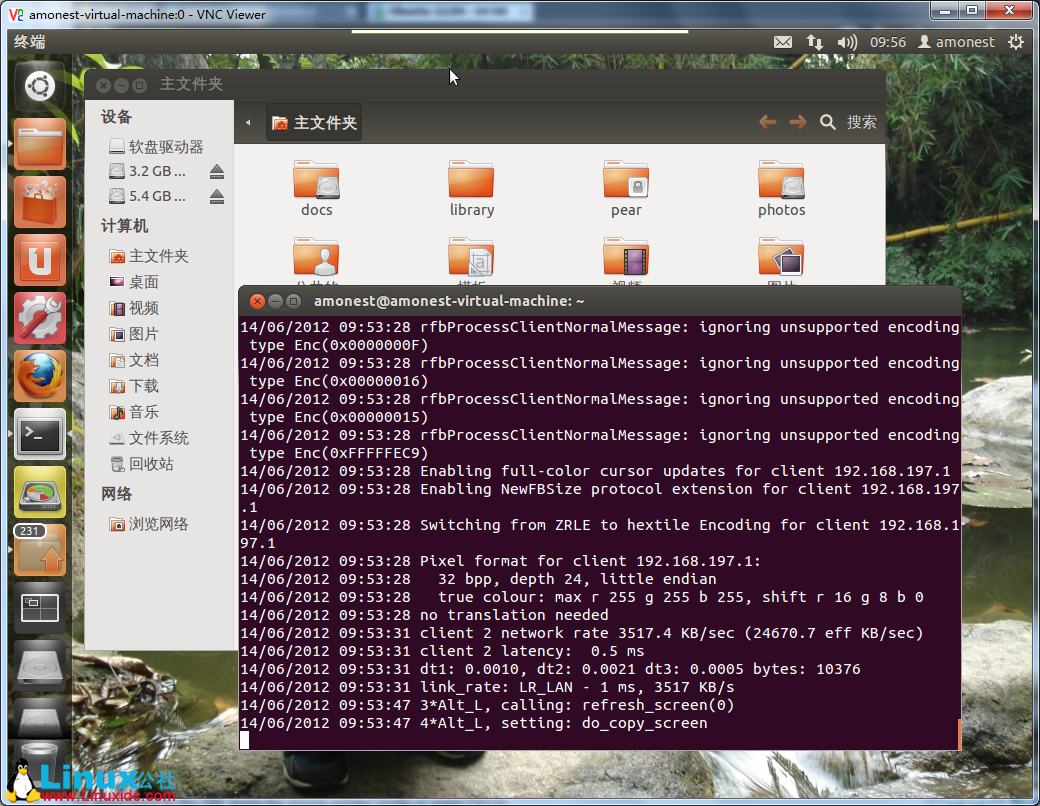 amonest-virtual-machine:0 - VNC Viewer
终端
09:56
amonest
主文件夹
设备
软盘驱动器
3.2 GB ...
5.4 GB ...
计算机
主文件夹
桌面
视频
图片
文档
下载
音乐
文件系统
回收站
网络
浏览网络
主文件夹
搜索
docs
library
pear
photos
231
amonest@amonest-virtual-machine: ~
14/06/2012 09:53:28 rfbProcessClientNormalMessage: ignoring unsupported encoding
type Enc(0x0000000F)
14/06/2012 09:53:28 rfbProcessClientNormalMessage: ignoring unsupported encoding
type Enc(0x00000016)
14/06/2012 09:53:28 rfbProcessClientNormalMessage: ignoring unsupported encoding
type Enc(0x00000015)
14/06/2012 09:53:28 rfbProcessClientNormalMessage: ignoring unsupported encoding
type Enc(0xFFFFFEC9)
14/06/2012 09:53:28 Enabling full-color cursor updates for client 192.168.197.1
14/06/2012 09:53:28 Enabling NewFBSize protocol extension for client 192.168.197
.1
14/06/2012 09:53:28 Switching from ZRLE to hextile Encoding for client 192.168.1
97.1
14/06/2012 09:53:28 Pixel format for client 192.168.197.1:
14/06/2012 09:53:28   32 bpp, depth 24, little endian
14/06/2012 09:53:28   true colour: max r 255 g 255 b 255, shift r 16 g 8 b 0
14/06/2012 09:53:28 no translation needed
14/06/2012 09:53:31 client 2 network rate 3517.4 KB/sec (24670.7 eff KB/sec)
14/06/2012 09:53:31 client 2 latency:  0.5 ms
14/06/2012 09:53:31 dt1: 0.0010, dt2: 0.0021 dt3: 0.0005 bytes: 10376
14/06/2012 09:53:31 link_rate: LR_LAN - 1 ms, 3517 KB/s
14/06/2012 09:53:47 3*Alt_L, calling: refresh_screen(0)
14/06/2012 09:53:47 4*Alt_L, setting: do_copy_screen
Linux公社
www.Linuxidc.com